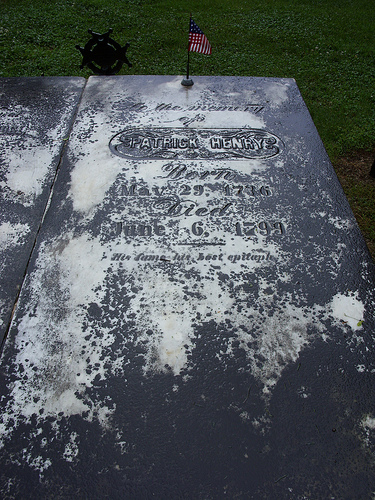 To the memory
of
PATRICK HENRY
Born
May. 29. 1736
Died
June 6. 1799
His fame his best epitaph